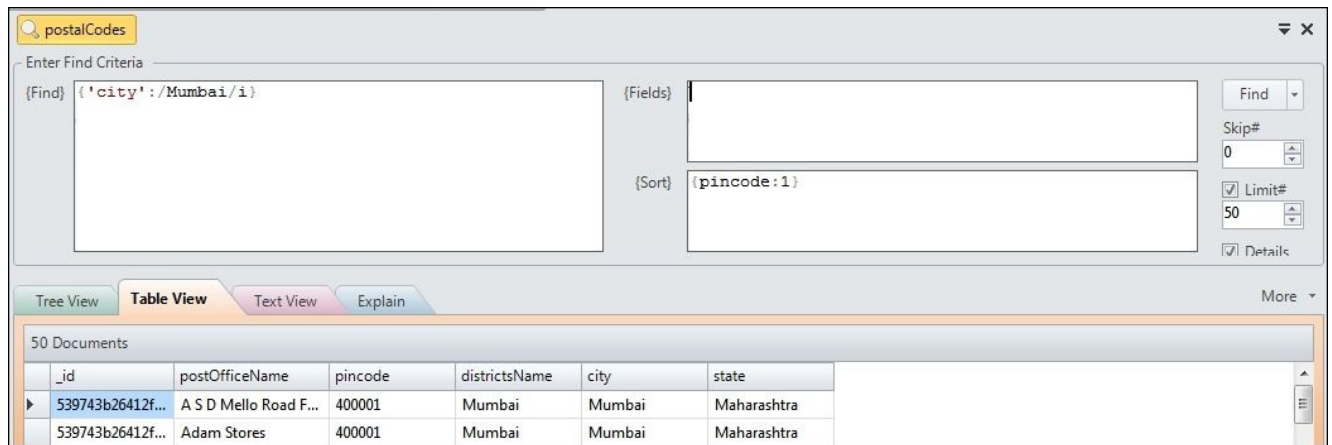 postalCodes
Enter Find Criteria
{Find} {'city':/Mumbai/i}
{Fields}
Find
Skip#
0
{Sort} {pincode:1}
Limit#
50
Details
Tree View Table View Text View Explain More
50 Documents
_id postOfficeName pincode districtsName city state
539743b26412f... A S D Mello Road F... 400001 Mumbai Mumbai Maharashtra
539743b26412f... Adam Stores 400001 Mumbai Mumbai Maharashtra